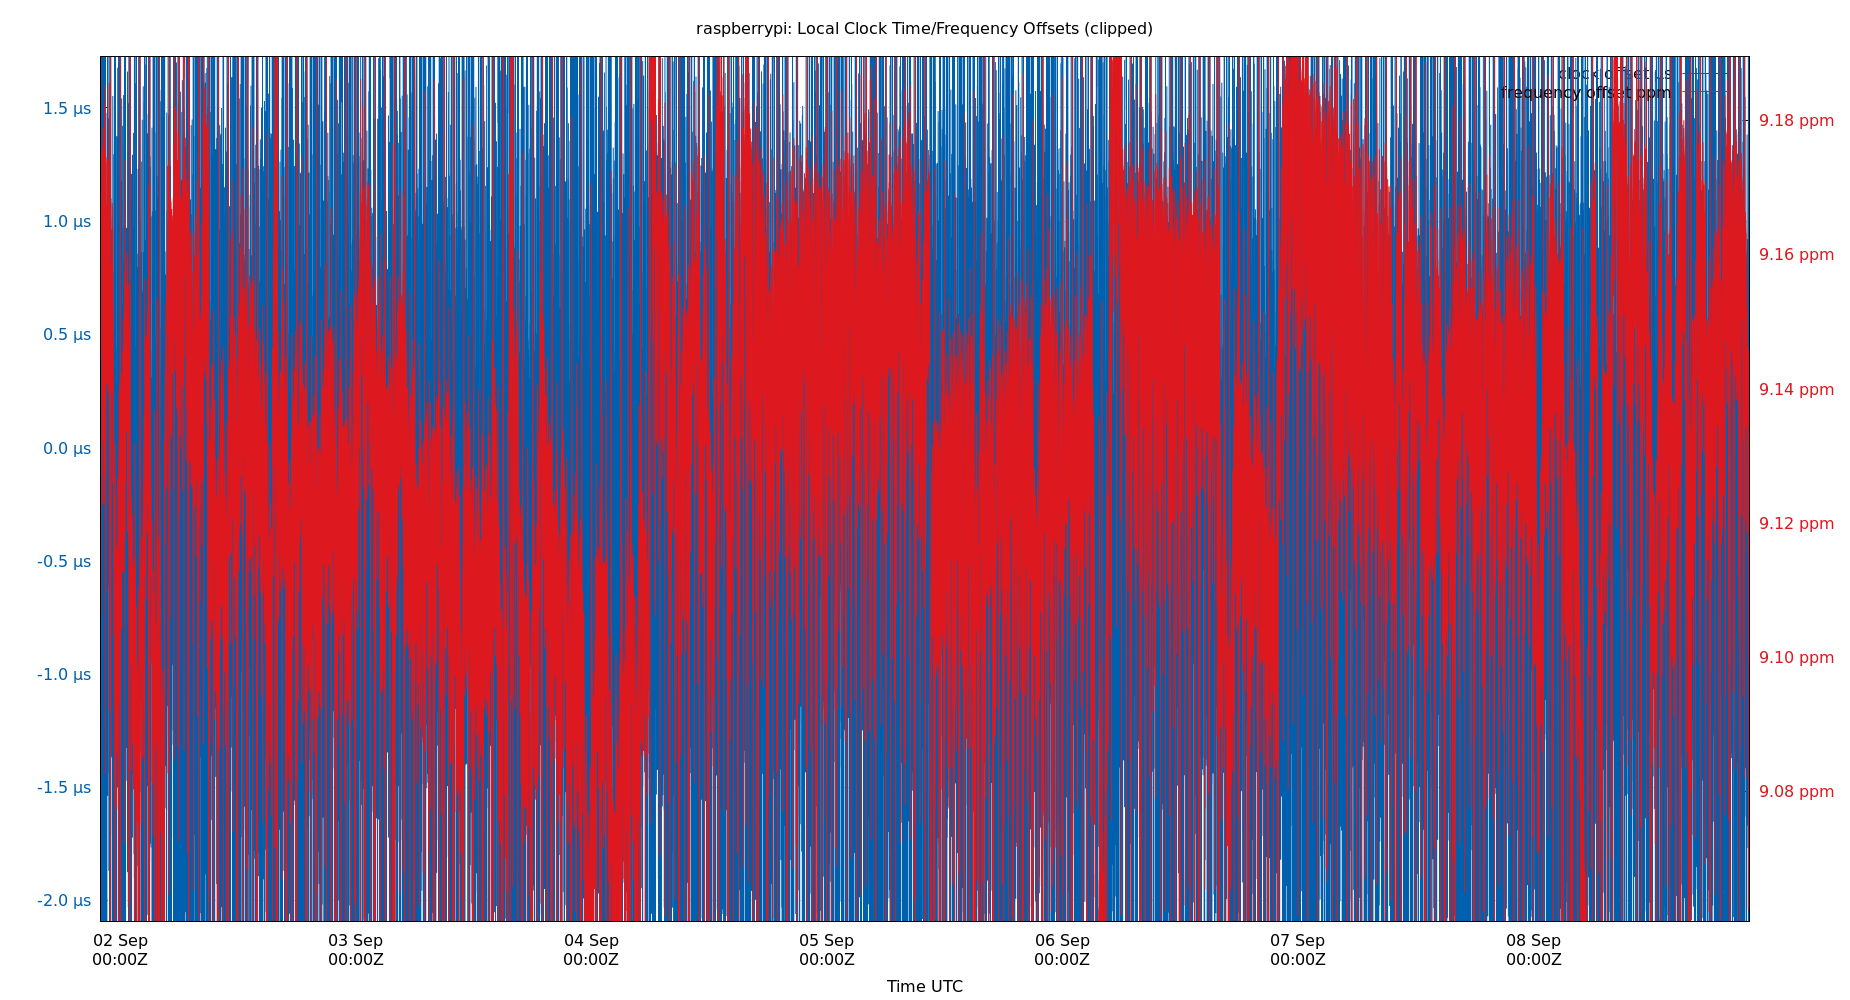 raspberrypi: Local Clock Time/Frequency Offsets (clipped)
clock offset µs
frequency offset ppm
1.5 µs
1.0 µs
0.5 µs
0.0 µs
-0.5 µs
-1.0 µs
-1.5 µs
-2.0 µs
9.18 ppm
9.16 ppm
9.14 ppm
9.12 ppm
9.10 ppm
9.08 ppm
02 Sep 03 Sep 04 Sep 05 Sep 06 Sep 07 Sep 08 Sep
00:00Z 00:00Z 00:00Z 00:00Z 00:00Z 00:00Z 00:00Z
Time UTC